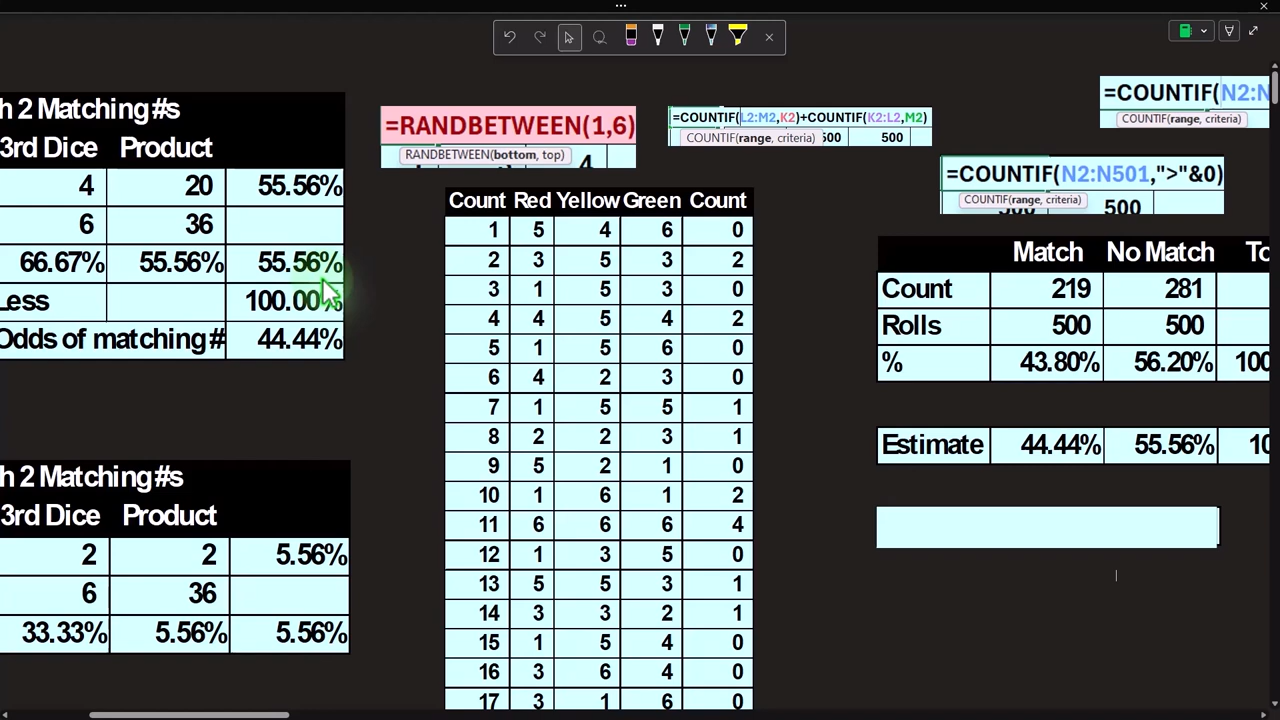 h 2 Matching #s
3rd Dice Product
4 20 55.56%
6 36
66.67% 55.56% 55.56%
Less 100.00%
Odds of matching # 44.44%
h 2 Matching #s
3rd Dice Product
2 2 5.56%
6 36
33.33% 5.56% 5.56%
=RANDBETWEEN(1,6)
RANDBETWEEN(bottom, top)
=COUNTIF(L2:M2,K2)+COUNTIF(K2:L2,M2)
COUNTIF(range, criteria) 500 500
Count Red Yellow Green Count
1 5 4 6 0
2 3 5 3 2
3 1 5 3 0
4 4 5 4 2
5 1 5 6 0
6 4 2 3 0
7 1 5 5 1
8 2 2 3 1
9 5 2 1 0
10 1 6 1 2
11 6 6 6 4
12 1 3 5 0
13 5 5 3 1
14 3 3 2 1
15 1 5 4 0
16 3 6 4 0
17 3 1 6 0
=COUNTIF(N2:N
COUNTIF(range, criteria)
=COUNTIF(N2:N501,">"&0)
COUNTIF(range, criteria)
500 500
Match No Match To
Count 219 281
Rolls 500 500
% 43.80% 56.20% 100
Estimate 44.44% 55.56% 10